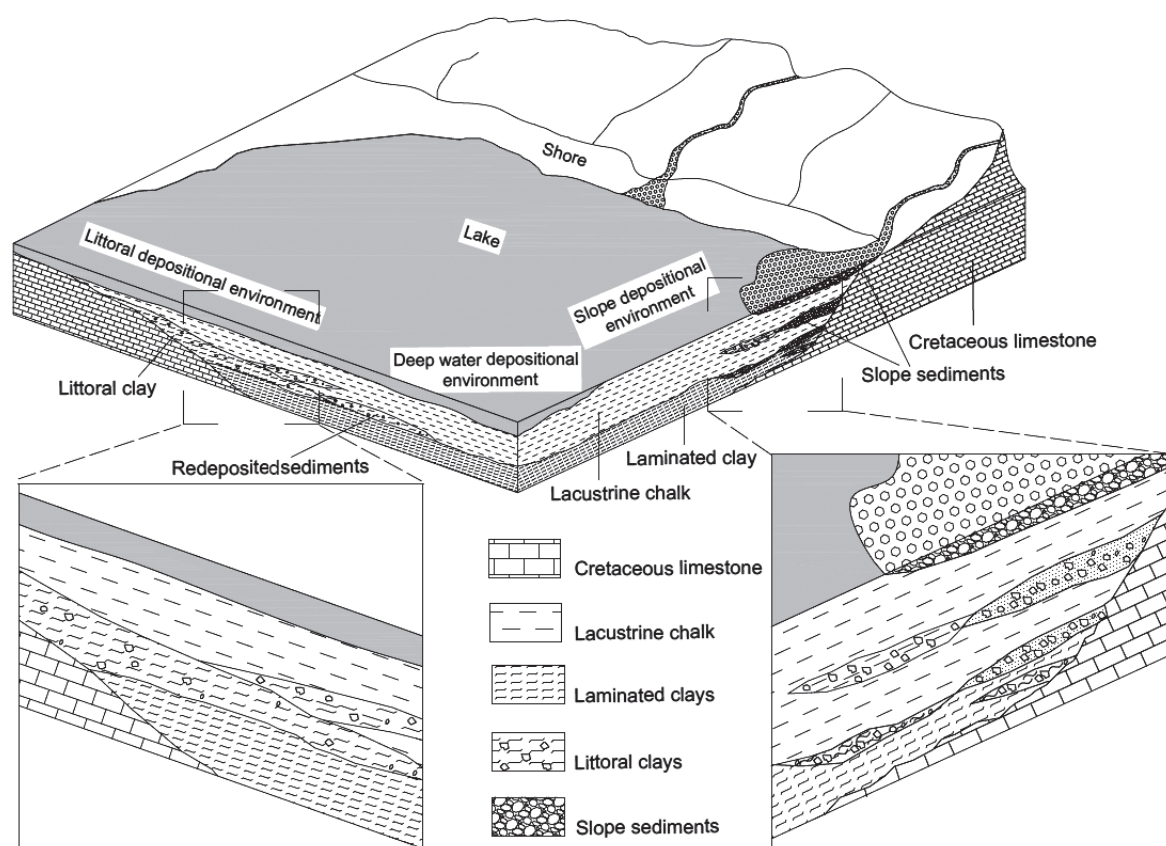 Shore
Lake
Littoral depositional environment
Slope depositional
environment
Deep water depositional
environment
Cretaceous limestone
Slope sediments
Littoral clay
Redepositedsediments
Laminated clay
Lacustrine chalk
Cretaceous limestone
Lacustrine chalk
Laminated clays
Littoral clays
Slope sediments